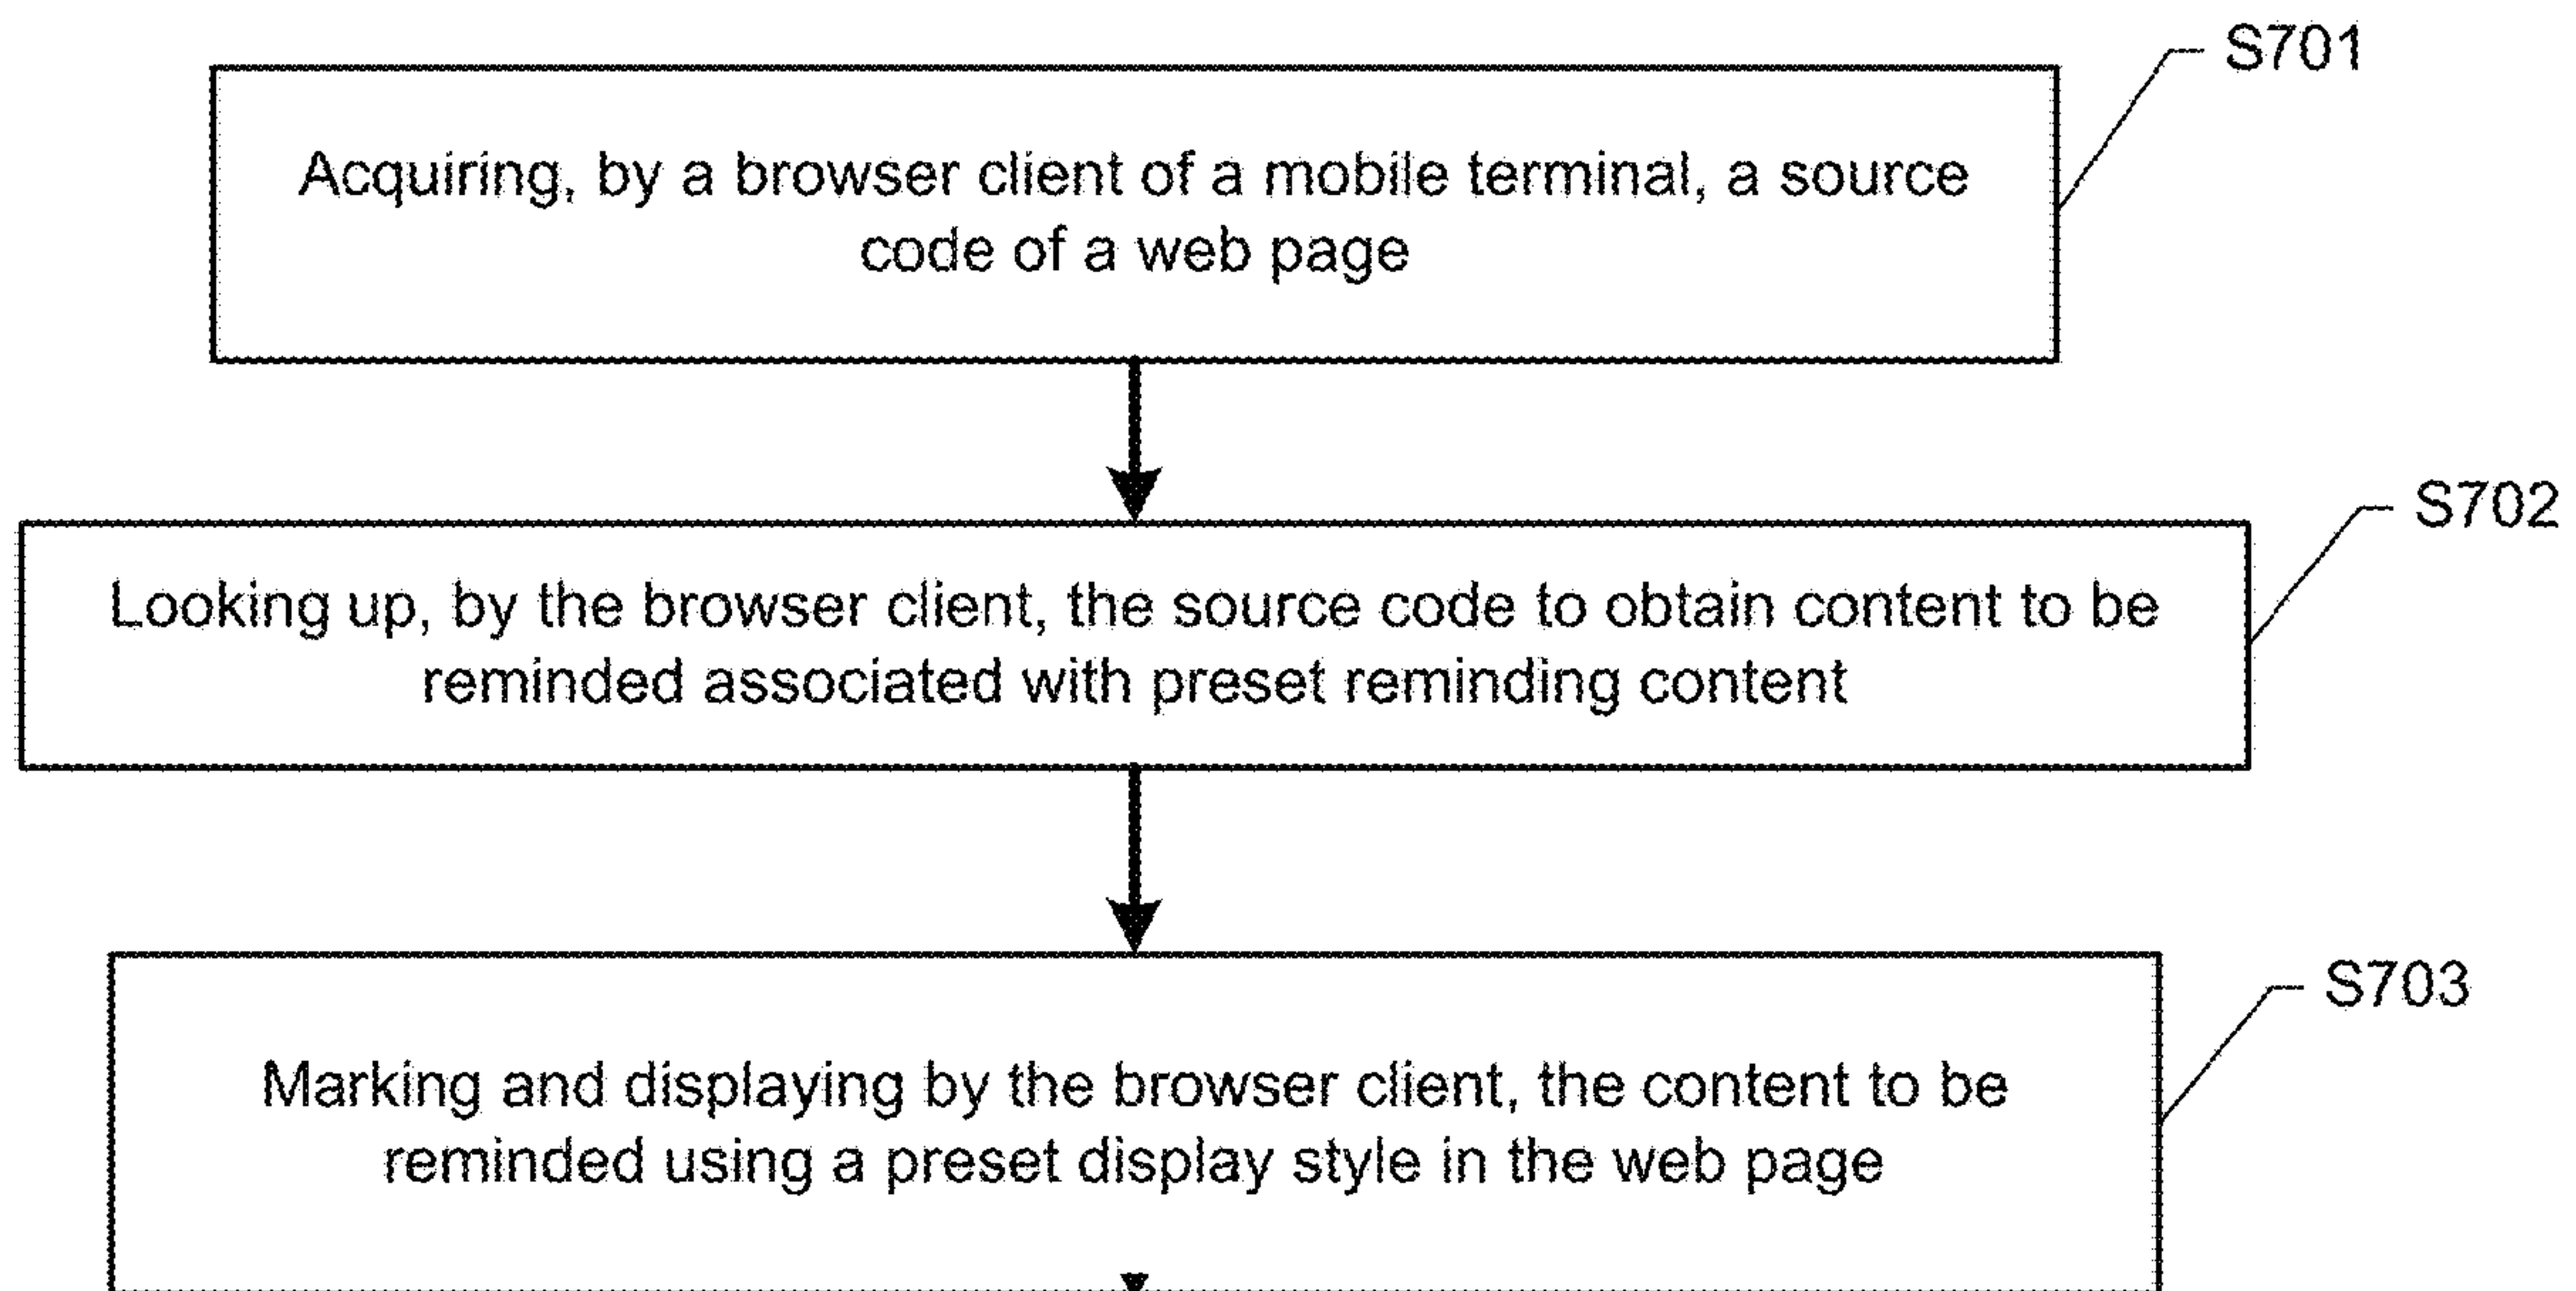 S701
Acquiring, by a browser client of a mobile terminal, a source
code of a web page
S702
Looking up, by the browser client, the source code to obtain content to be
reminded associated with preset reminding content
S703
Marking and displaying by the browser client, the content to be
reminded using a preset display style in the web page